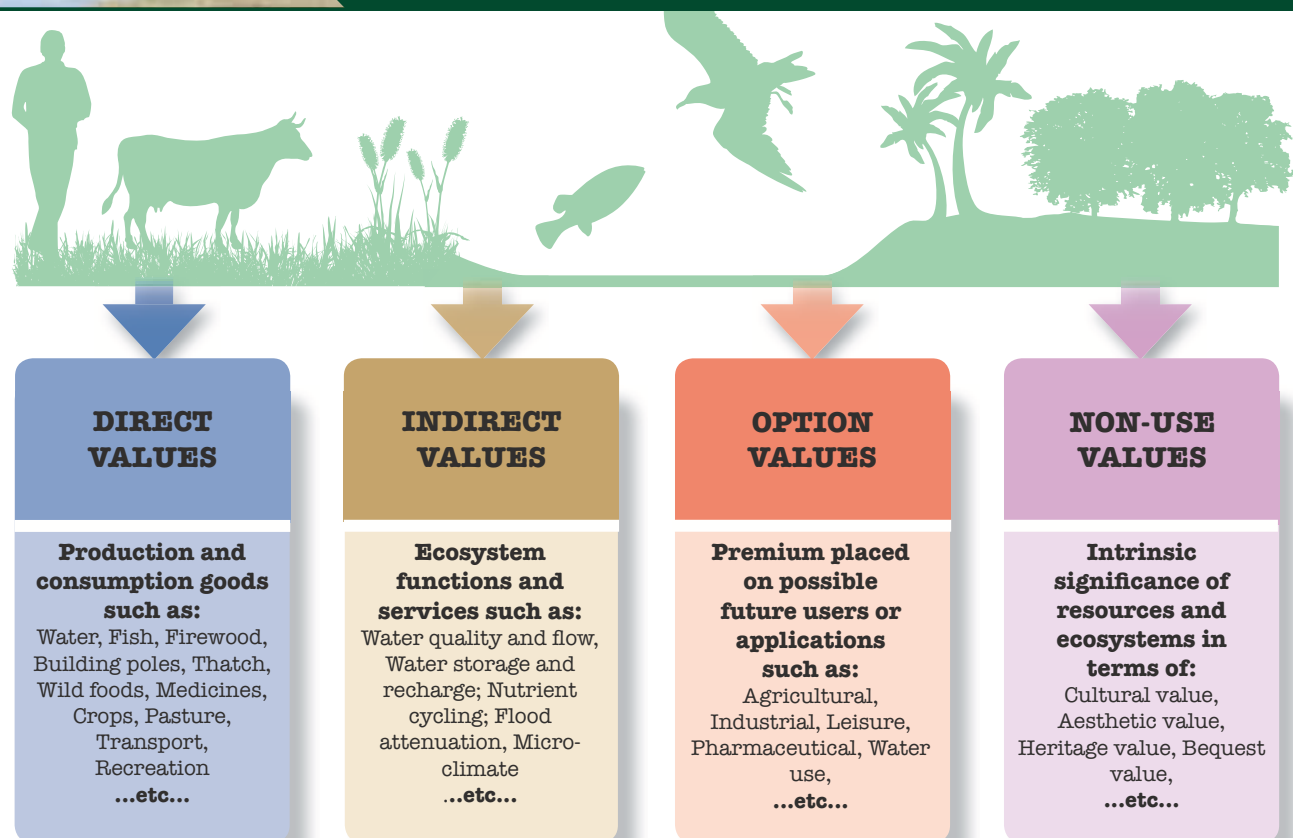 DIRECT
VALUES
Production and
consumption goods
such as:
Water, Fish, Firewood,
Building poles, Thatch,
Wild foods, Medicines,
Crops, Pasture,
Transport,
Recreation
...etc...
INDIRECT
VALUES
Ecosystem
functions and
services such as:
Water quality and flow,
Water storage and
recharge; Nutrient
cycling; Flood
attenuation, Micro-
climate
...etc...
OPTION
VALUES
Premium placed
on possible
future users or
applications
such as:
Agricultural,
Industrial, Leisure,
Pharmaceutical, Water
use,
...etc...
NON-USE
VALUES
Intrinsic
significance of
resources and
ecosystems in
terms of:
Cultural value,
Aesthetic value,
Heritage value, Bequest
value,
...etc...